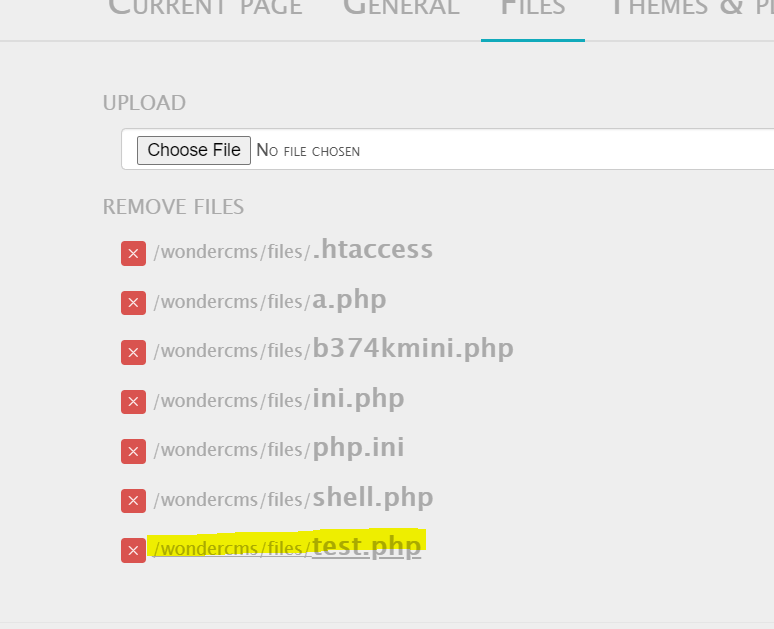 Current page General Files Themes &
UPLOAD
Choose File No file chosen
REMOVE FILES
× /wondercms/files/.htaccess
× /wondercms/files/a.php
× /wondercms/files/b374kmini.php
× /wondercms/files/ini.php
× /wondercms/files/php.ini
× /wondercms/files/shell.php
× /wondercms/files/test.php